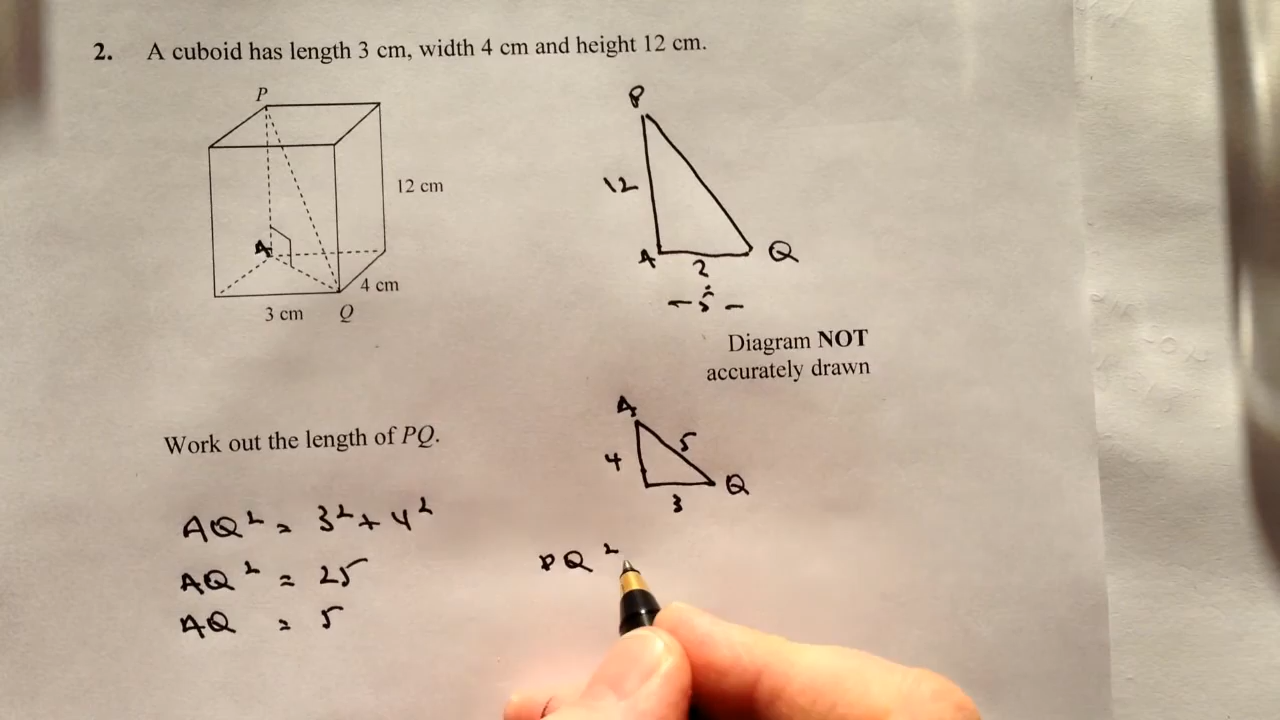 2. A cuboid has length 3 cm, width 4 cm and height 12 cm.
P
P
12 cm
12
A
A
Q
?
4 cm
3 cm
Q
- 5 -
Diagram NOT
accurately drawn
A
Work out the length of PQ.
5
4
Q
3
AQ² = 3² + 4²
PQ²
AQ² = 25
AQ = 5